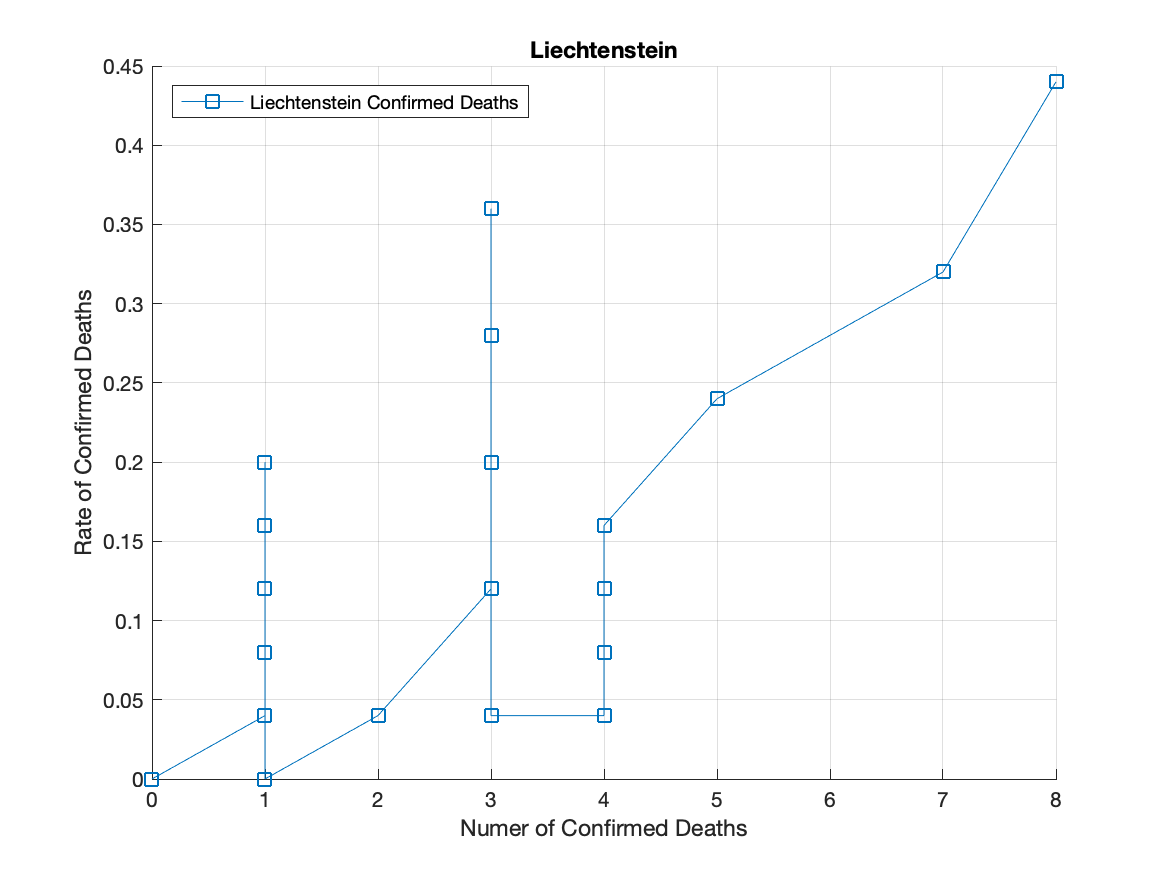 Liechtenstein
Liechtenstein Confirmed Deaths
0.45
0.4
0.35
0.3
0.25
0.2
0.15
0.1
0.05
0
Rate of Confirmed Deaths
0 1 2 3 4 5 6 7 8
Numer of Confirmed Deaths